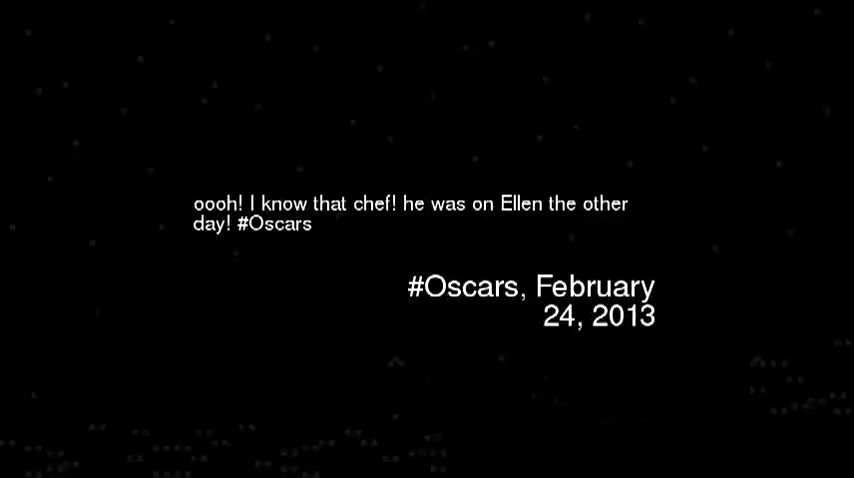 oooh! I know that chef! he was on Ellen the other
day! #Oscars
#Oscars, February
24, 2013